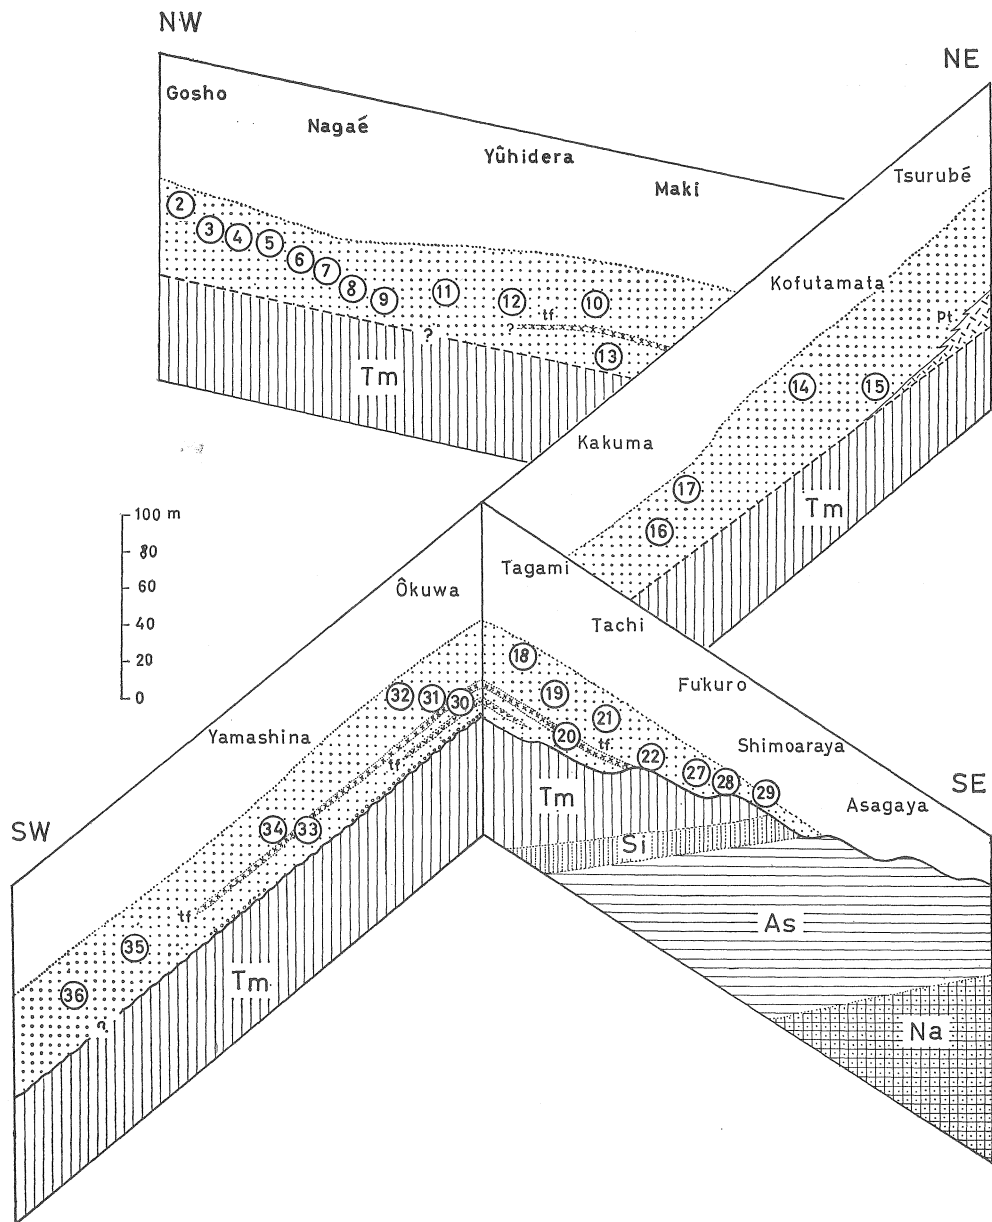 NW
NE
Gosho
Nagaé
Yûhidera
Maki
Tsurubé
Kofutamata
Pt
2
3
4
5
6
7
8
9
11
12
10
tf
?
?
13
Tm
14
15
Kakuma
17
16
Tm
100 m
80
60
40
20
0
Ôkuwa
Tagami
Tachi
Fukuro
Shimoaraya
Asagaya
SE
18
19
21
20
tf
22
27
28
29
32
31
30
Yamashina
tf
SW
34
33
tf
35
36
?
Tm
Tm
Si
As
Na